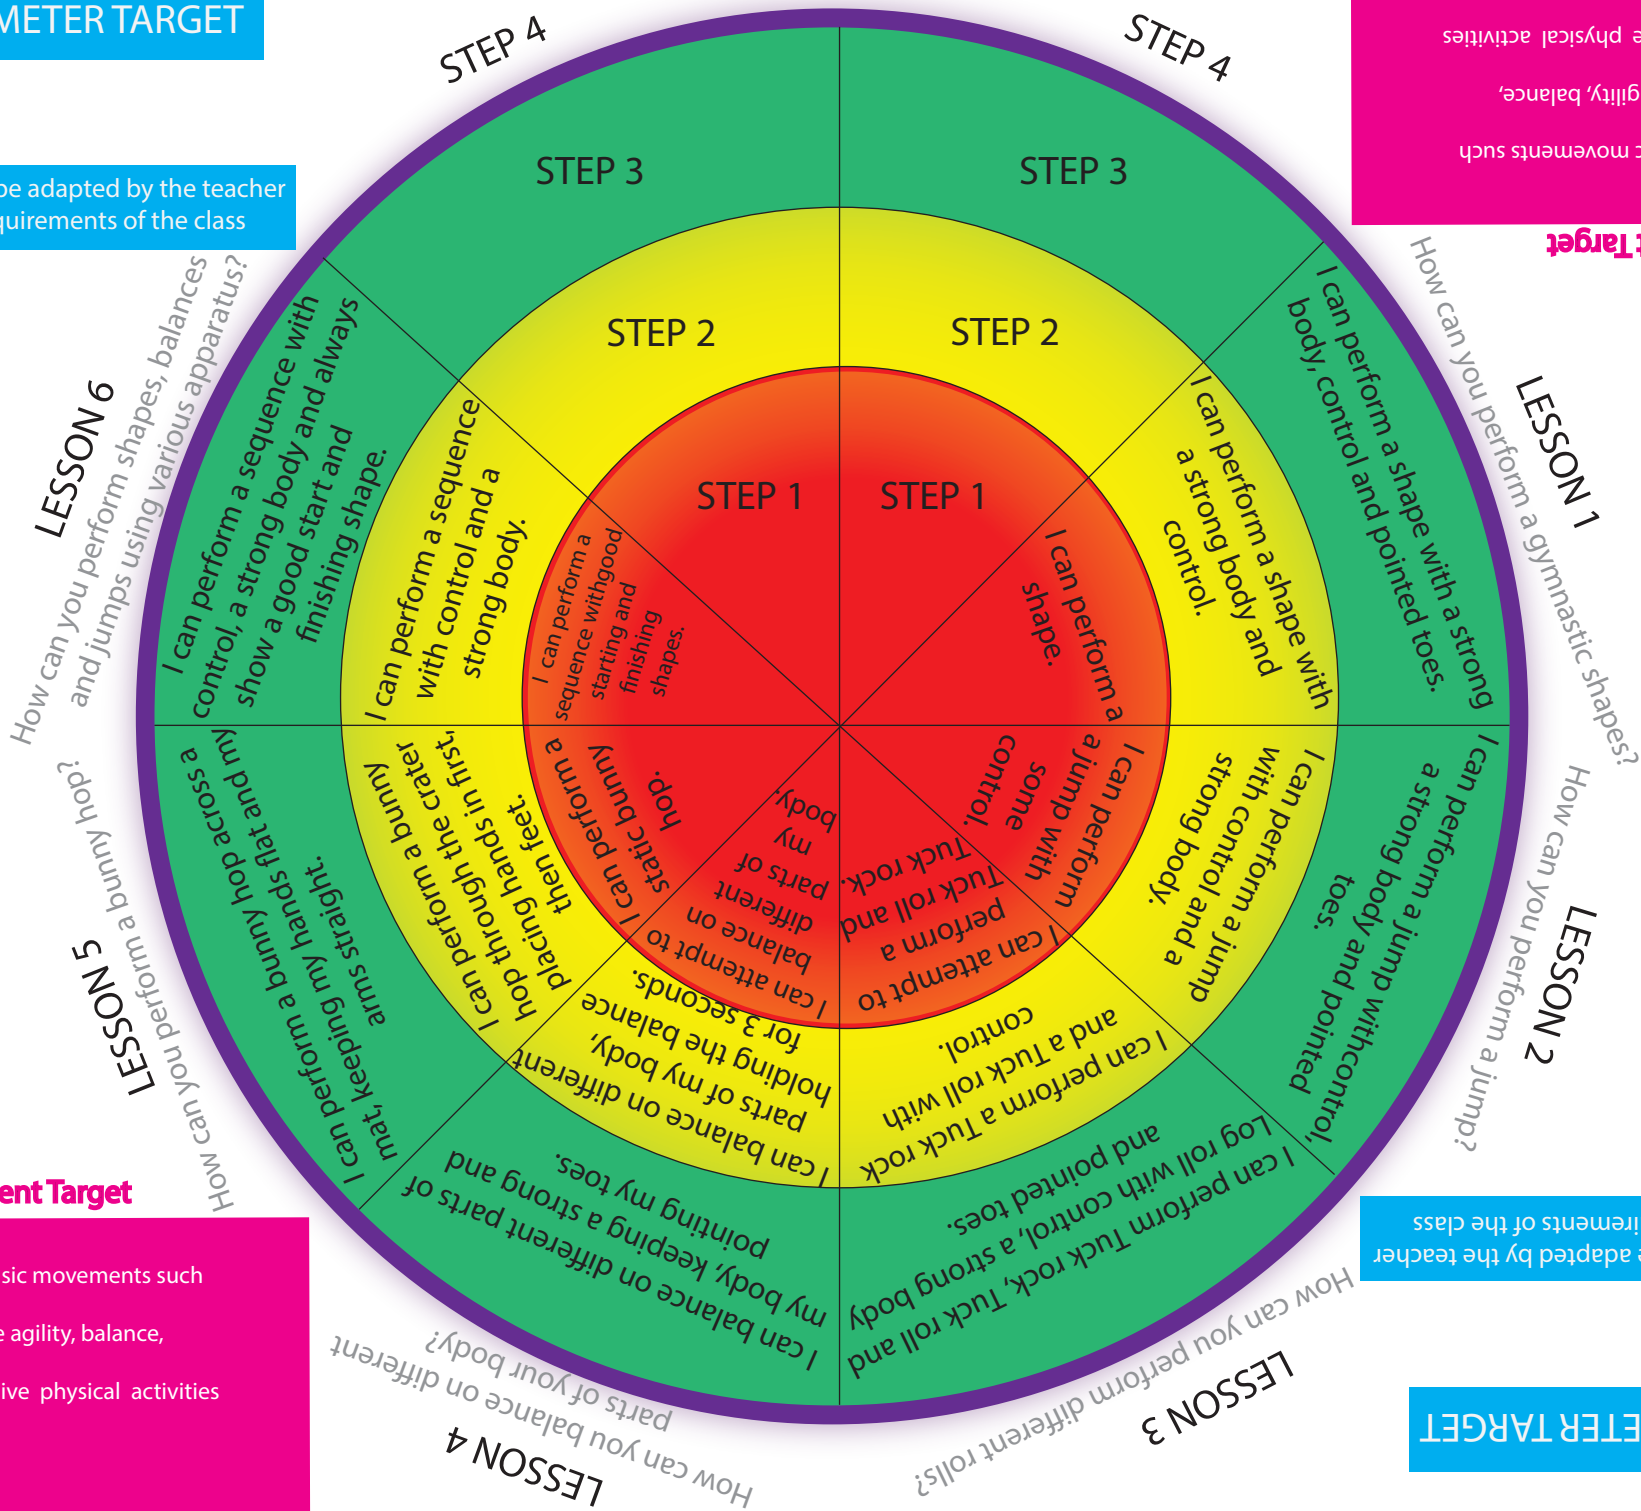 METER TARGET
be adapted by the teacher
quirements of the class
STEP 4
STEP 4
STEP 3
STEP 3
STEP 2
STEP 2
STEP 1
STEP 1
c movements such
gility, balance,
e physical activities
t Target
LESSON 1
How can you perform a gymnastic shapes?
I can perform a shape with a strong
body, control and pointed toes.
I can perform a shape with
a strong body and
control.
I can perform a
shape.
LESSON 2
How can you perform a jump?
I can perform a jump withcontrol,
a strong body and pointed
toes.
I can perform a jump
with control and a
strong body.
I can perform
a jump with
some
control.
LESSON 3
How can you perform different rolls?
I can perform Tuck rock, Tuck roll and
Log roll with control, a strong body
and pointed toes.
I can perform a Tuck rock
and a Tuck roll with
control.
I can attempt to
perform a
Tuck roll and
Tuck rock.
LESSON 4
How can you balance on different
parts of your body?
I can balance on different parts of
my body, keeping a strong and
pointing my toes.
I can balance on different
parts of my body,
holding the balance
for 3 seconds.
I can attempt to
balance on
different
parts of
my
body.
LESSON 5
How can you perform a bunny hop?
I can perform a bunny hop across a
mat, keeping my hands flat and my
arms straight.
I can perform a bunny
hop through the crater
placing hands in first,
then feet.
I can perform a
static bunny
hop.
LESSON 6
How can you perform shapes, balances
and jumps using various apparatus?
I can perform a sequence with
control, a strong body and always
show a good start and
finishing shape.
I can perform a sequence
with control and a
strong body.
I can perform a
sequence withgood
starting and
finishing
shapes.
ent Target
sic movements such
e agility, balance,
ive physical activities
e adapted by the teacher
irements of the class
ETER TARGET